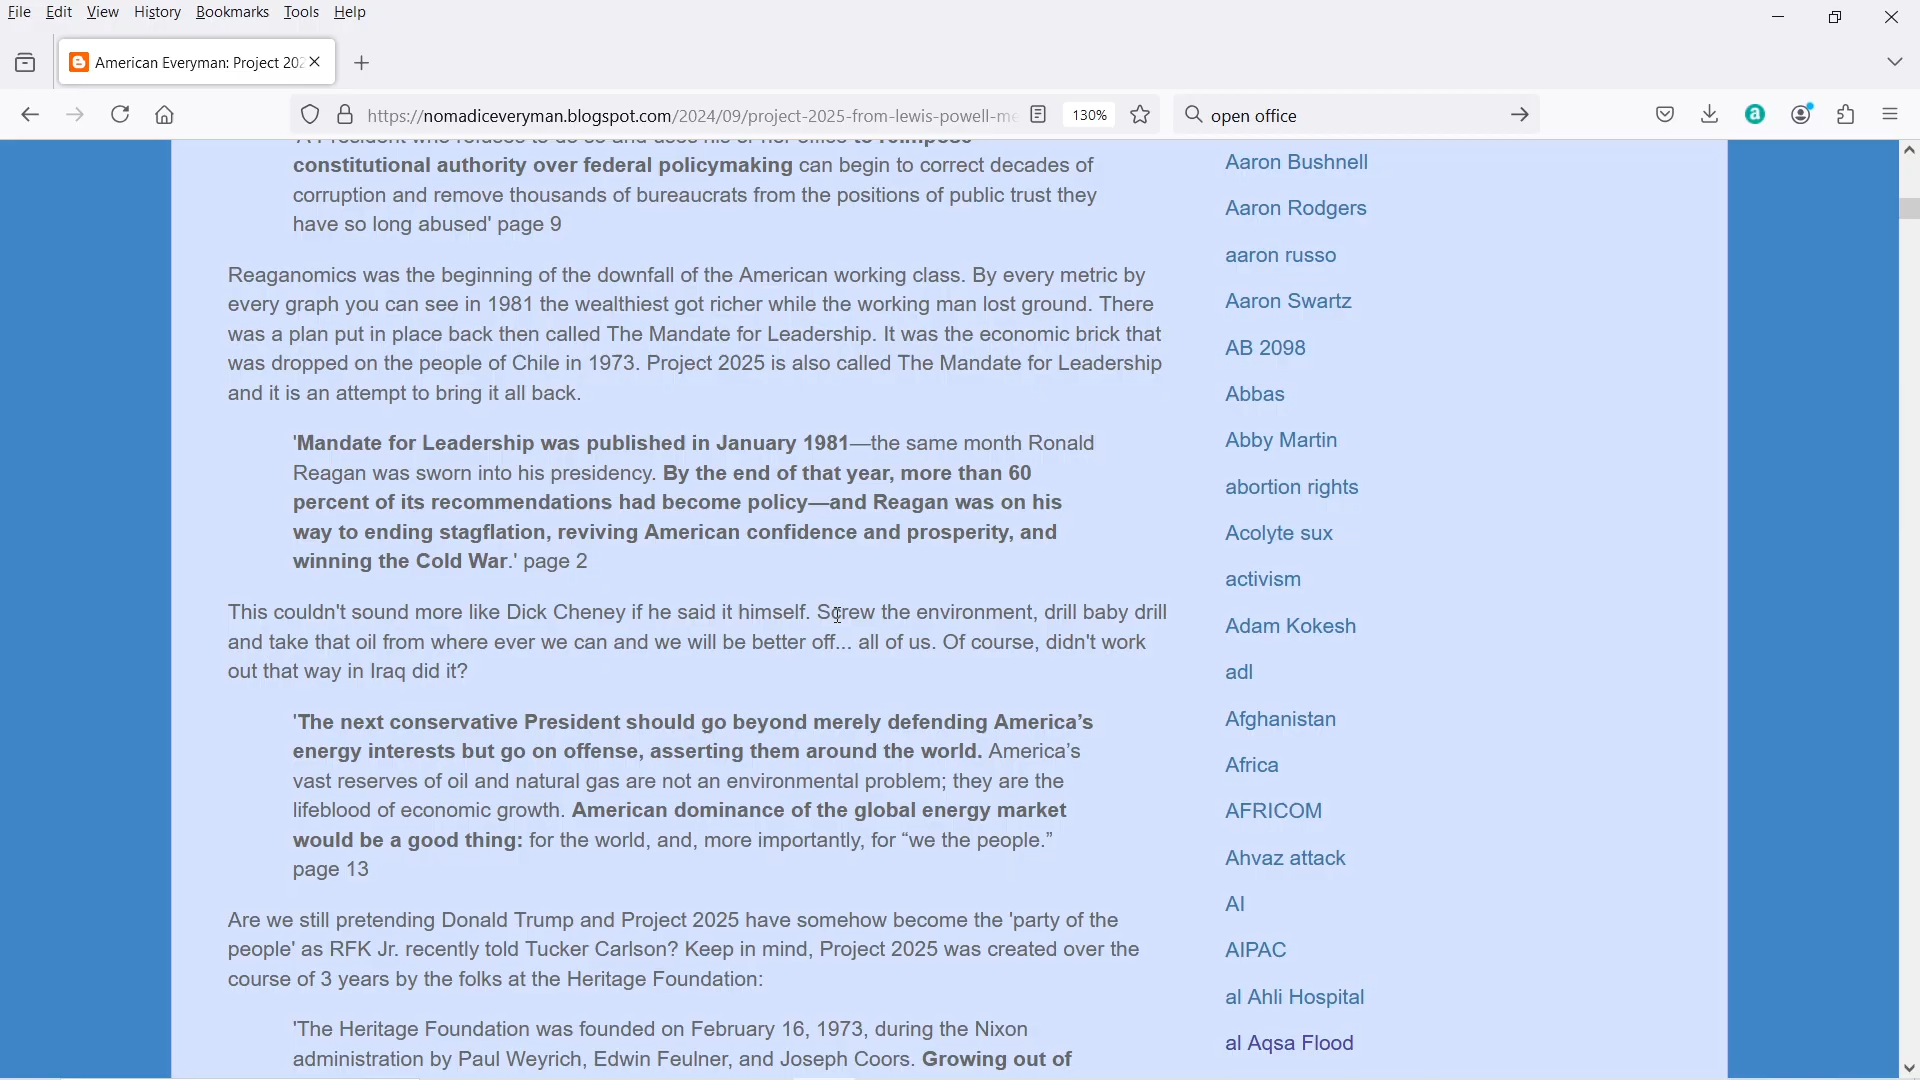 File Edit View History Bookmarks Tools Help
American Everyman: Project 202
https://nomadiceveryman.blogspot.com/2024/09/project-2025-from-lewis-powell-me 130% open office
'A President who refuses to do so and uses his or her office to reimpose
constitutional authority over federal policymaking can begin to correct decades of
corruption and remove thousands of bureaucrats from the positions of public trust they
have so long abused' page 9
Reaganomics was the beginning of the downfall of the American working class. By every metric by
every graph you can see in 1981 the wealthiest got richer while the working man lost ground. There
was a plan put in place back then called The Mandate for Leadership. It was the economic brick that
was dropped on the people of Chile in 1973. Project 2025 is also called The Mandate for Leadership
and it is an attempt to bring it all back.
'Mandate for Leadership was published in January 1981—the same month Ronald
Reagan was sworn into his presidency. By the end of that year, more than 60
percent of its recommendations had become policy—and Reagan was on his
way to ending stagflation, reviving American confidence and prosperity, and
winning the Cold War.' page 2
This couldn't sound more like Dick Cheney if he said it himself. Screw the environment, drill baby drill
and take that oil from where ever we can and we will be better off... all of us. Of course, didn't work
out that way in Iraq did it?
'The next conservative President should go beyond merely defending America’s
energy interests but go on offense, asserting them around the world. America’s
vast reserves of oil and natural gas are not an environmental problem; they are the
lifeblood of economic growth. American dominance of the global energy market
would be a good thing: for the world, and, more importantly, for “we the people.”
page 13
Are we still pretending Donald Trump and Project 2025 have somehow become the 'party of the
people' as RFK Jr. recently told Tucker Carlson? Keep in mind, Project 2025 was created over the
course of 3 years by the folks at the Heritage Foundation:
'The Heritage Foundation was founded on February 16, 1973, during the Nixon
administration by Paul Weyrich, Edwin Feulner, and Joseph Coors. Growing out of
Aaron Bushnell
Aaron Rodgers
aaron russo
Aaron Swartz
AB 2098
Abbas
Abby Martin
abortion rights
Acolyte sux
activism
Adam Kokesh
adl
Afghanistan
Africa
AFRICOM
Ahvaz attack
AI
AIPAC
al Ahli Hospital
al Aqsa Flood